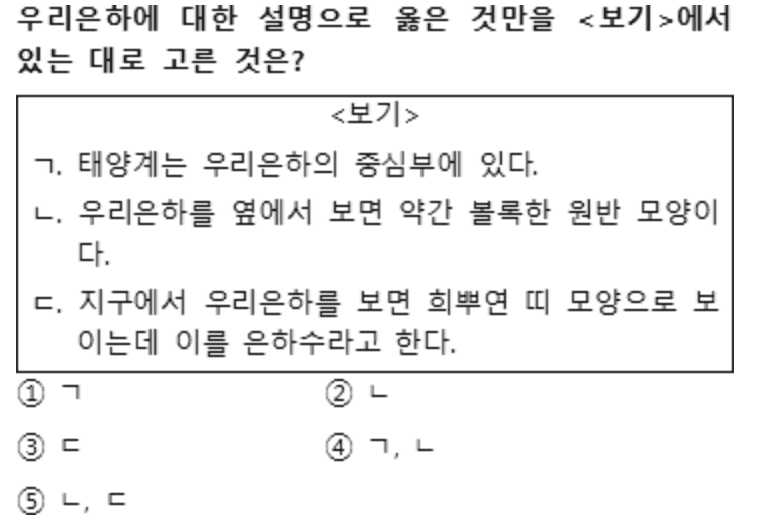 우리은하에 대한 설명으로 옳은 것만을 <보기>에서
있는 대로 고른 것은?
<보기>
ㄱ. 태양계는 우리은하의 중심부에 있다.
ㄴ. 우리은하를 옆에서 보면 약간 볼록한 원반 모양이
다.
ㄷ. 지구에서 우리은하를 보면 희뿌연 띠 모양으로 보
이는데 이를 은하수라고 한다.
① ㄱ ② ㄴ
③ ㄷ ④ ㄱ, ㄴ
⑤ ㄴ, ㄷ